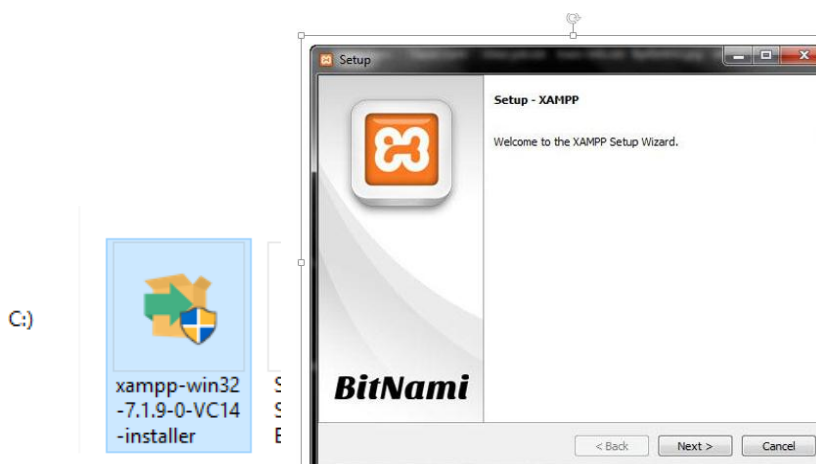 C:)
xampp-win32
-7.1.9-0-VC14
-installer
Setup
Setup - XAMPP
Welcome to the XAMPP Setup Wizard.
BitNami
< Back
Next >
Cancel